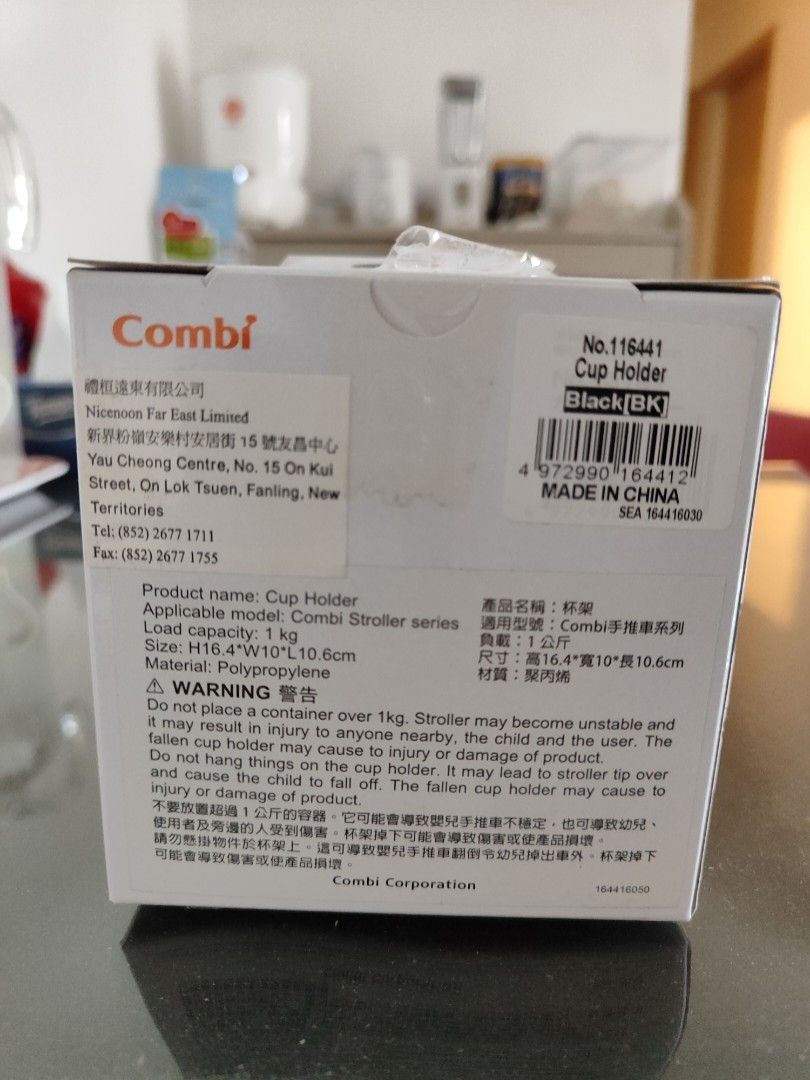 Combi
禮恒遠東有限公司
Nicenoon Far East Limited
新界粉嶺安樂村安居街 15 號友昌中心
Yau Cheong Centre, No. 15 On Kui
Street, On Lok Tsuen, Fanling, New
Territories
Tel: (852) 2677 1711
Fax: (852) 2677 1755
No.116441
Cup Holder
Black[BK]
4 972990 164412
MADE IN CHINA
SEA 164416030
Product name: Cup Holder
Applicable model: Combi Stroller series
Load capacity: 1 kg
Size: H16.4*W10*L10.6cm
Material: Polypropylene
產品名稱：杯架
適用型號：Combi手推車系列
負載：1 公斤
尺寸：高16.4*寬10*長10.6cm
材質：聚丙烯
⚠ WARNING 警告
Do not place a container over 1kg. Stroller may become unstable and
it may result in injury to anyone nearby, the child and the user. The
fallen cup holder may cause to injury or damage of product.
Do not hang things on the cup holder. It may lead to stroller tip over
and cause the child to fall off. The fallen cup holder may cause to
injury or damage of product.
不要放置超過 1 公斤的容器。它可能會導致嬰兒手推車不穩定，也可導致幼兒、
使用者及旁邊的人受到傷害。杯架掉下可能會導致傷害或使產品損壞。
請勿懸掛物件於杯架上。這可導致嬰兒手推車翻倒令幼兒掉出車外。杯架掉下
可能會導致傷害或使產品損壞。
Combi Corporation
164416050